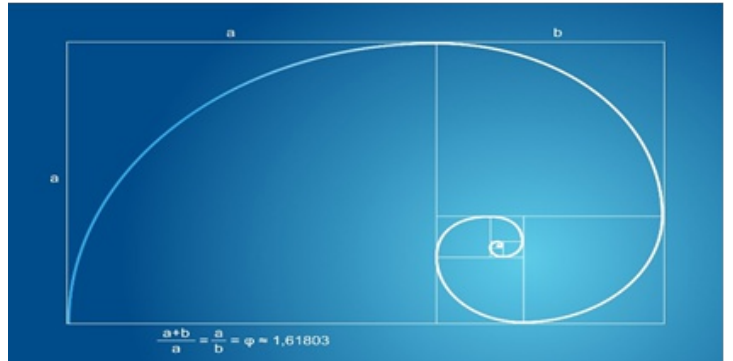 a
b
a
a+b/a = a/b = φ ≈ 1,61803